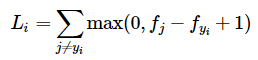 L_i = \sum_{j \neq y_i} \max(0, f_j - f_{y_i} + 1)